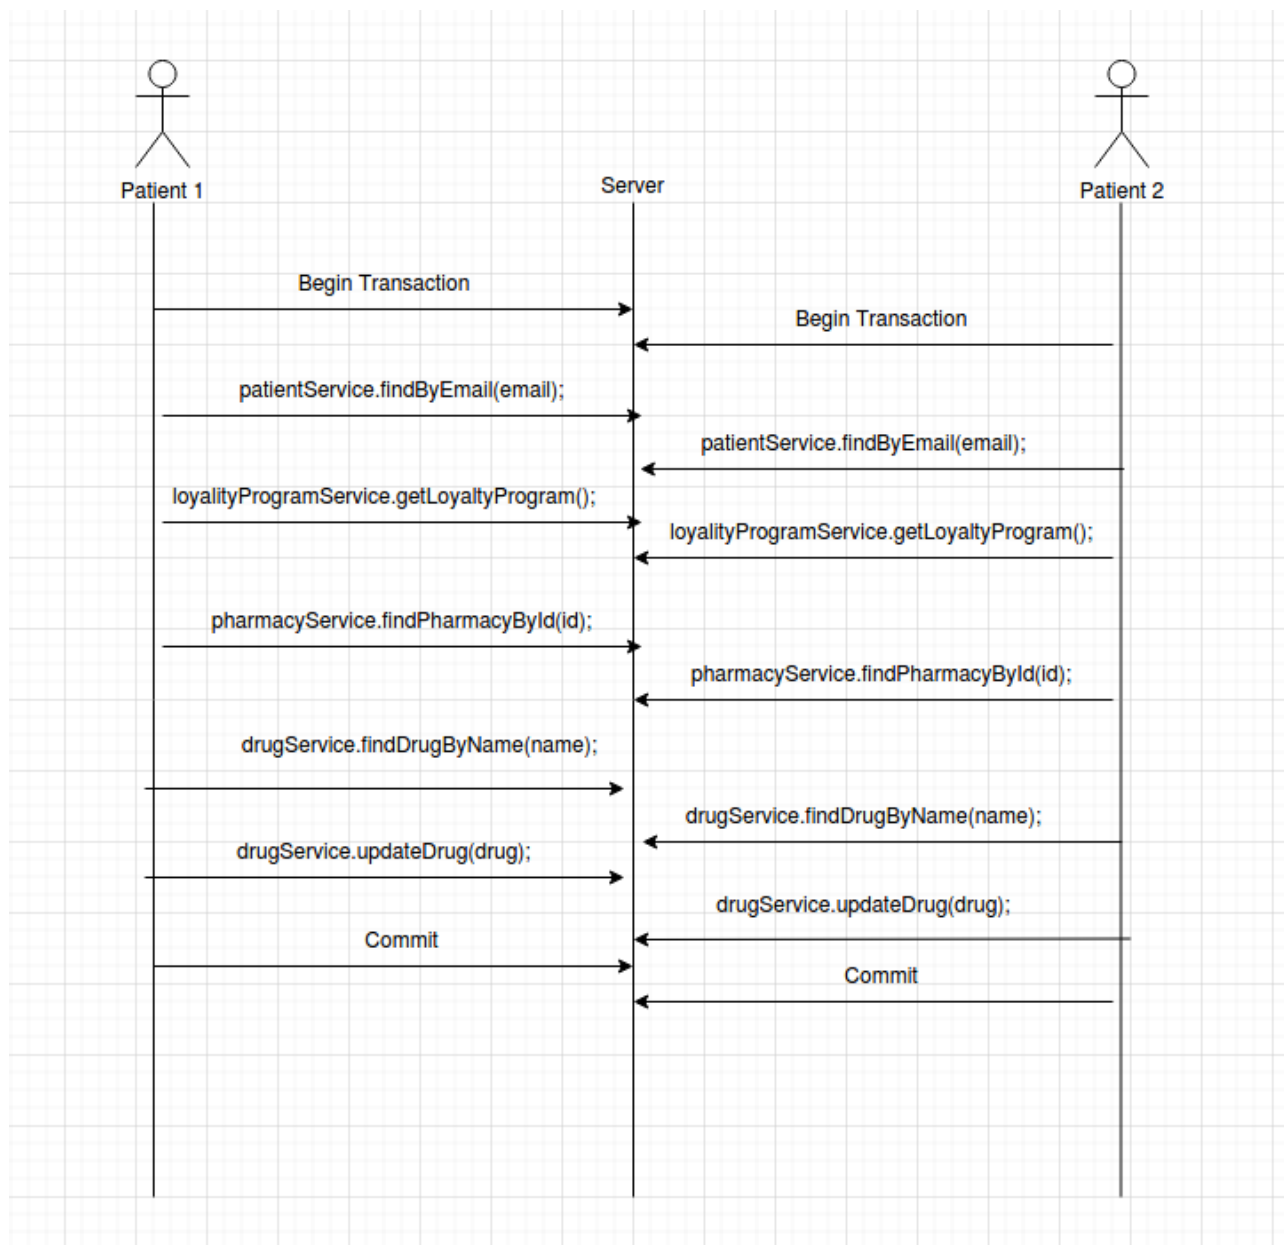 Patient 1
Server
Patient 2
Begin Transaction
Begin Transaction
patientService.findByEmail(email);
patientService.findByEmail(email);
loyalityProgramService.getLoyaltyProgram();
loyalityProgramService.getLoyaltyProgram();
pharmacyService.findPharmacyById(id);
pharmacyService.findPharmacyById(id);
drugService.findDrugByName(name);
drugService.findDrugByName(name);
drugService.updateDrug(drug);
drugService.updateDrug(drug);
Commit
Commit